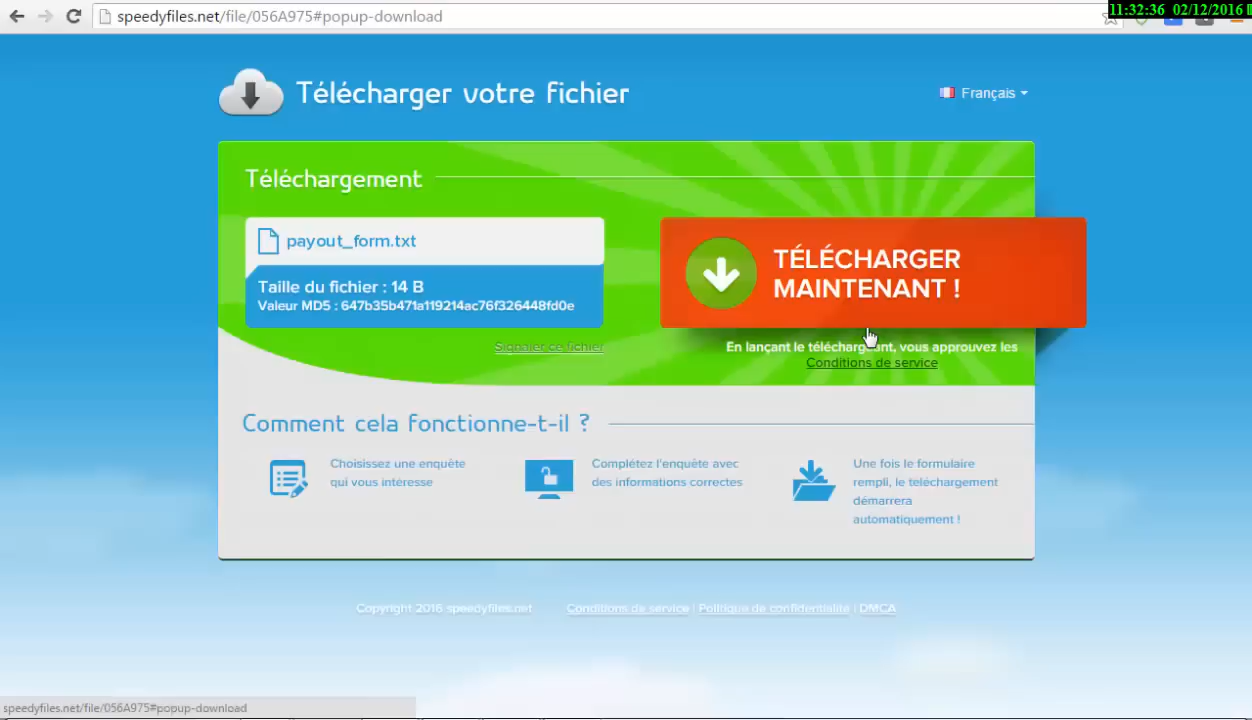 speedyfiles.net/file/056A975#popup-download
11:32:36 02/12/2016
Télécharger votre fichier
Français
Téléchargement
payout_form.txt
Taille du fichier : 14 B
Valeur MD5 : 647b35b471a119214ac76f326448fd0e
Signaler ce fichier
TÉLÉCHARGER
MAINTENANT !
En lançant le téléchargeant, vous approuvez les
Conditions de service
Comment cela fonctionne-t-il ?
Choisissez une enquête
qui vous intéresse
Complétez l'enquête avec
des informations correctes
Une fois le formulaire
rempli, le teléchargement
démarrera
automatiquement !
Copyright 2016 speedyfiles.net Conditions de service | Politique de confidentialité | DMCA
speedyfiles.net/file/056A975#popup-download